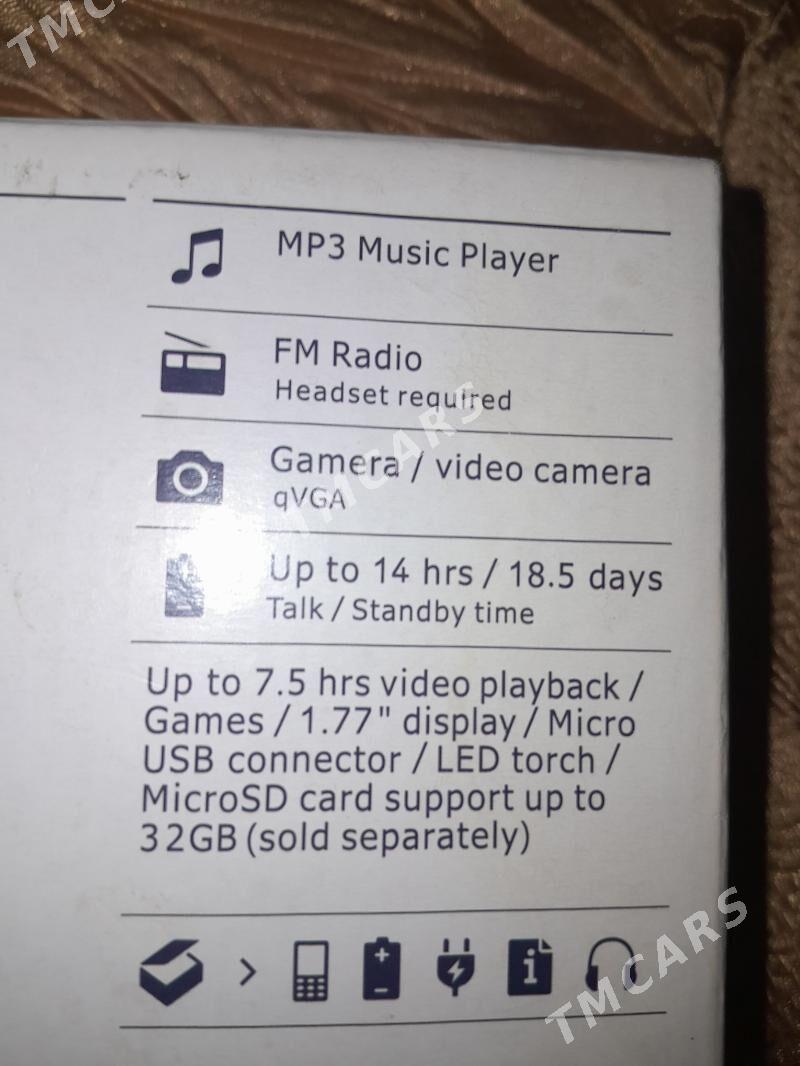 TMCARS
MP3 Music Player
FM Radio
Headset required
Gamera / video camera
qVGA
TMCARS
Up to 14 hrs / 18.5 days
Talk / Standby time
Up to 7.5 hrs video playback /
Games / 1.77" display / Micro
USB connector / LED torch /
MicroSD card support up to
32GB (sold separately)
TMCARS